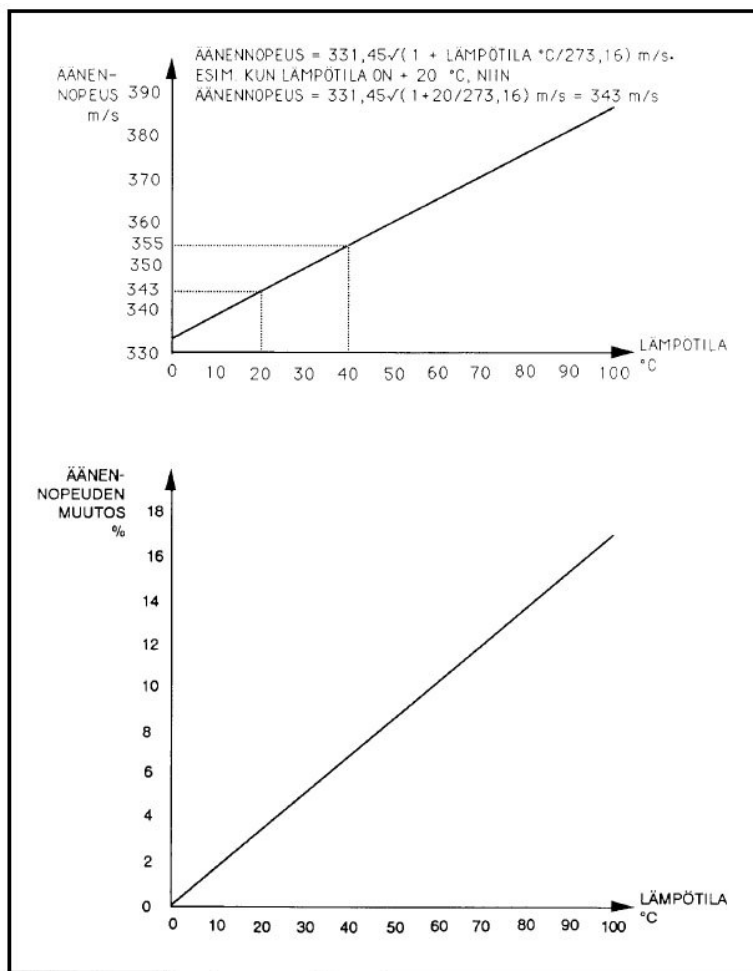 ÄÄNENNOPEUS = 331,45√(1 + LÄMPÖTILA °C/273,16) m/s.
ESIM. KUN LÄMPÖTILA ON + 20 °C, NIIN
ÄÄNENNOPEUS = 331,45√(1+20/273,16) m/s = 343 m/s
ÄÄNEN-
NOPEUS
m/s
390
380
370
360
355
350
343
340
330
0 10 20 30 40 50 60 70 80 90 100
LÄMPÖTILA
°C
ÄÄNEN-
NOPEUDEN
MUUTOS
%
18
16
14
12
10
8
6
4
2
0
0 10 20 30 40 50 60 70 80 90 100
LÄMPÖTILA
°C